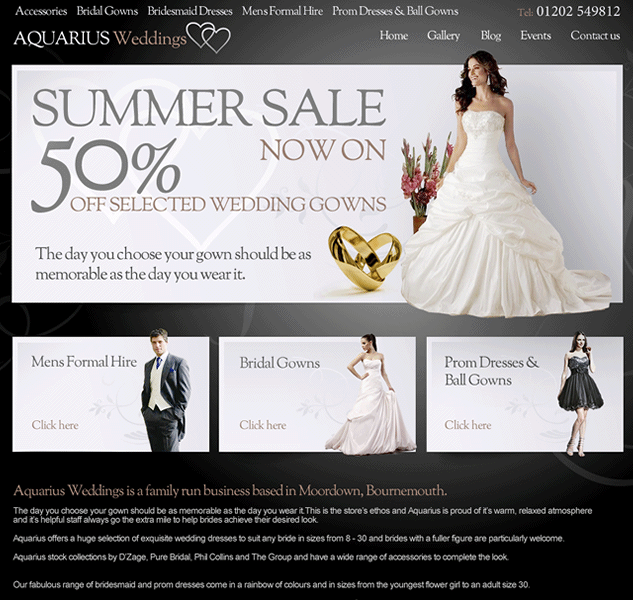 Accessories Bridal Gowns Bridesmaid Dresses Mens Formal Hire Prom Dresses & Ball Gowns Tel: 01202 549812
AQUARIUS Weddings
Home Gallery Blog Events Contact us
SUMMER SALE
NOW ON
50%
OFF SELECTED WEDDING GOWNS
The day you choose your gown should be as
memorable as the day you wear it.
Mens Formal Hire
Click here
Bridal Gowns
Click here
Prom Dresses &
Ball Gowns
Click here
Aquarius Weddings is a family run business based in Moordown, Bournemouth.
The day you choose your gown should be as memorable as the day you wear it.This is the store's ethos and Aquarius is proud of it's warm, relaxed atmosphere
and it's helpful staff always go the extra mile to help brides achieve their desired look.
Aquarius offers a huge selection of exquisite wedding dresses to suit any bride in sizes from 8 - 30 and brides with a fuller figure are particularly welcome.
Aquarius stock collections by D'Zage, Pure Bridal, Phil Collins and The Group and have a wide range of accessories to complete the look.
Our fabulous range of bridesmaid and prom dresses come in a rainbow of colours and in sizes from the youngest flower girl to an adult size 30.